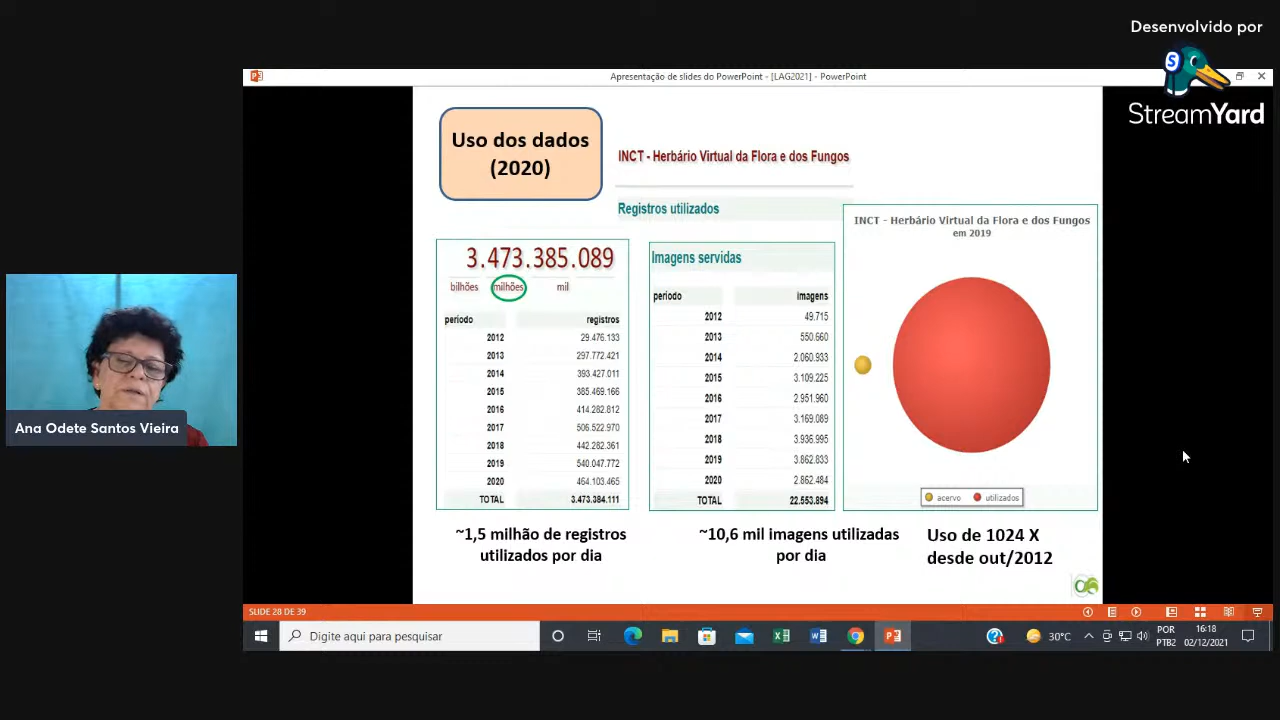 Desenvolvido por
StreamYard
Apresentação de slides do PowerPoint - [LAG2021] - PowerPoint
Uso dos dados
(2020)
INCT - Herbário Virtual da Flora e dos Fungos
Registros utilizados
3.473.385.089
bilhões milhões mil
período registros
2012 29.476.133
2013 297.772.421
2014 393.427.011
2015 385.469.166
2016 414.282.812
2017 506.522.970
2018 442.282.361
2019 540.047.772
2020 464.103.465
TOTAL 3.473.384.111
~1,5 milhão de registros
utilizados por dia
Imagens servidas
período imagens
2012 49.715
2013 550.660
2014 2.060.933
2015 3.109.225
2016 2.951.960
2017 3.169.089
2018 3.936.995
2019 3.862.833
2020 2.862.484
TOTAL 22.553.894
~10,6 mil imagens utilizadas
por dia
INCT - Herbário Virtual da Flora e dos Fungos
em 2019
acervo utilizados
Uso de 1024 X
desde out/2012
Ana Odete Santos Vieira
SLIDE 28 DE 39
Digite aqui para pesquisar
30°C
POR
PTB2
16:18
02/12/2021